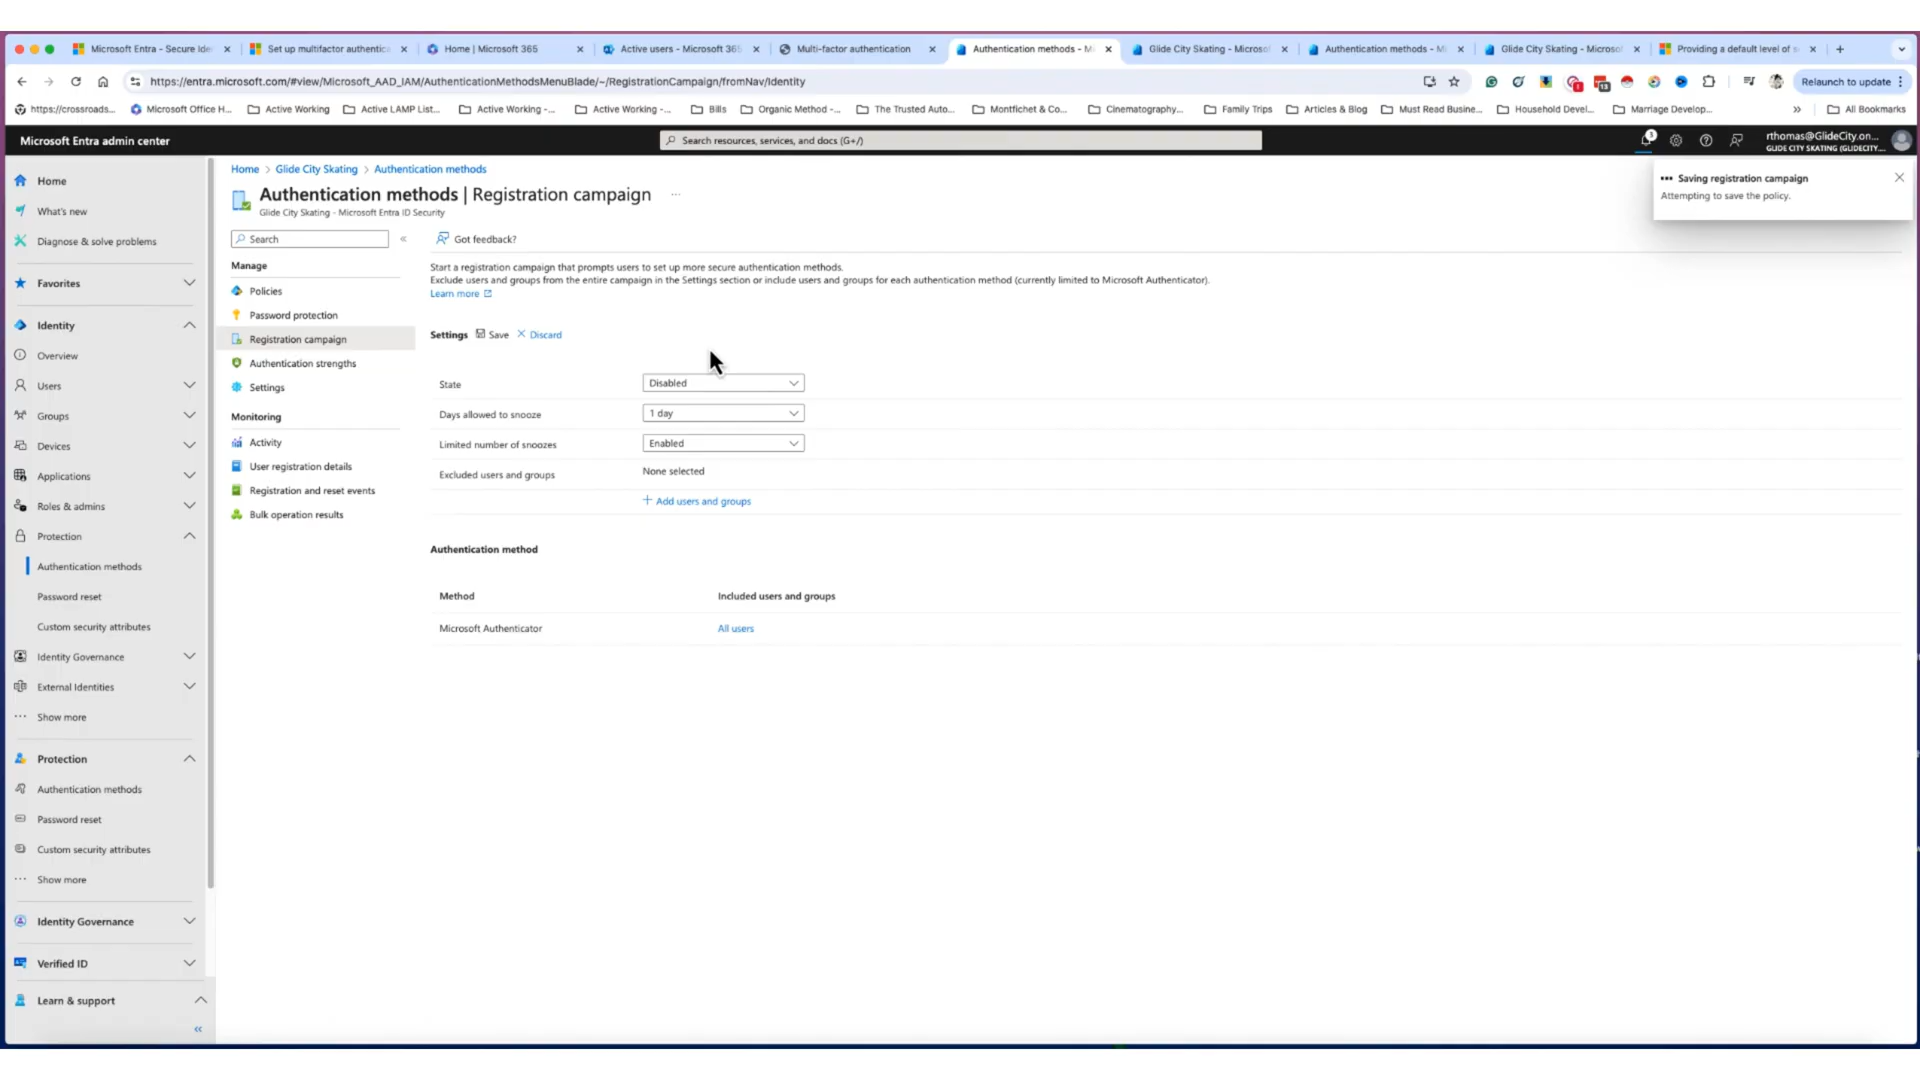 Microsoft Entra - Secure Ide
Set up multifactor authentica
Home | Microsoft 365
Active users - Microsoft 365
Multi-factor authentication
Authentication methods - M
Glide City Skating - Microsof
Authentication methods - Mi
Glide City Skating - Microsof
Providing a default level of s
https://entra.microsoft.com/#view/Microsoft_AAD_IAM/AuthenticationMethodsMenuBlade/~/RegistrationCampaign/fromNav/Identity
13
Relaunch to update
https://crossroads...
Microsoft Office H...
Active Working
Active LAMP List...
Active Working -...
Active Working -...
Bills
Organic Method -...
The Trusted Auto...
Montfichet & Co...
Cinematography...
Family Trips
Articles & Blog
Must Read Busine...
Household Devel...
Marriage Develop...
All Bookmarks
Microsoft Entra admin center
Search resources, services, and docs (G+/)
rthomas@GlideCity.on...
GLIDE CITY SKATING (GLIDECITY....
Home
What's new
Diagnose & solve problems
Favorites
Identity
Overview
Users
Groups
Devices
Applications
Roles & admins
Protection
Authentication methods
Password reset
Custom security attributes
Identity Governance
External Identities
Show more
Protection
Authentication methods
Password reset
Custom security attributes
Show more
Identity Governance
Verified ID
Learn & support
Home > Glide City Skating > Authentication methods
Authentication methods | Registration campaign
Glide City Skating - Microsoft Entra ID Security
Search
Manage
Policies
Password protection
Registration campaign
Authentication strengths
Settings
Monitoring
Activity
User registration details
Registration and reset events
Bulk operation results
Got feedback?
Start a registration campaign that prompts users to set up more secure authentication methods.
Exclude users and groups from the entire campaign in the Settings section or include users and groups for each authentication method (currently limited to Microsoft Authenticator).
Learn more
Settings Save Discard
State Disabled
Days allowed to snooze 1 day
Limited number of snoozes Enabled
Excluded users and groups None selected
+ Add users and groups
Authentication method
Method Included users and groups
Microsoft Authenticator All users
Saving registration campaign
Attempting to save the policy.